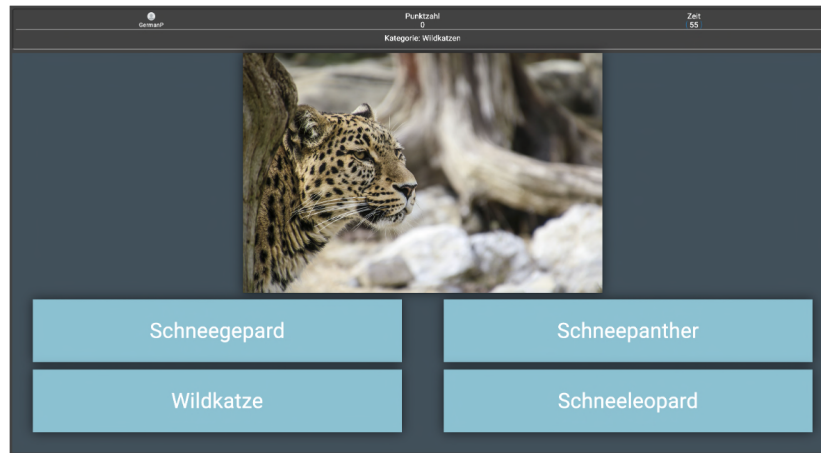 GermanP
Punktzahl
0
Zeit
55
Kategorie: Wildkatzen
Schneegepard
Schneepanther
Wildkatze
Schneeleopard